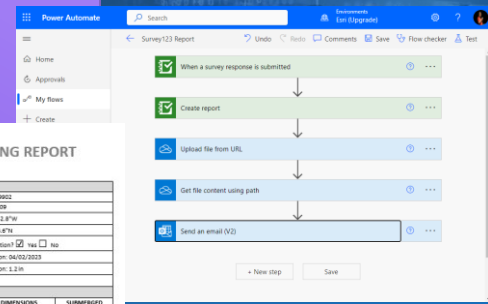 Power Automate
Search
Environments
Esri (Upgrade)
?
Survey123 Report
Undo
Redo
Comments
Save
Flow checker
Test
Home
Approvals
My flows
Create
When a survey response is submitted
Create report
Upload file from URL
Get file content using path
Send an email (V2)
+ New step
Save
NG REPORT
9802
09
2.8"W
.6"N
tion? Yes No
on: 04/02/2023
on: 1.2 in
DIMENSIONS SUBMERGED